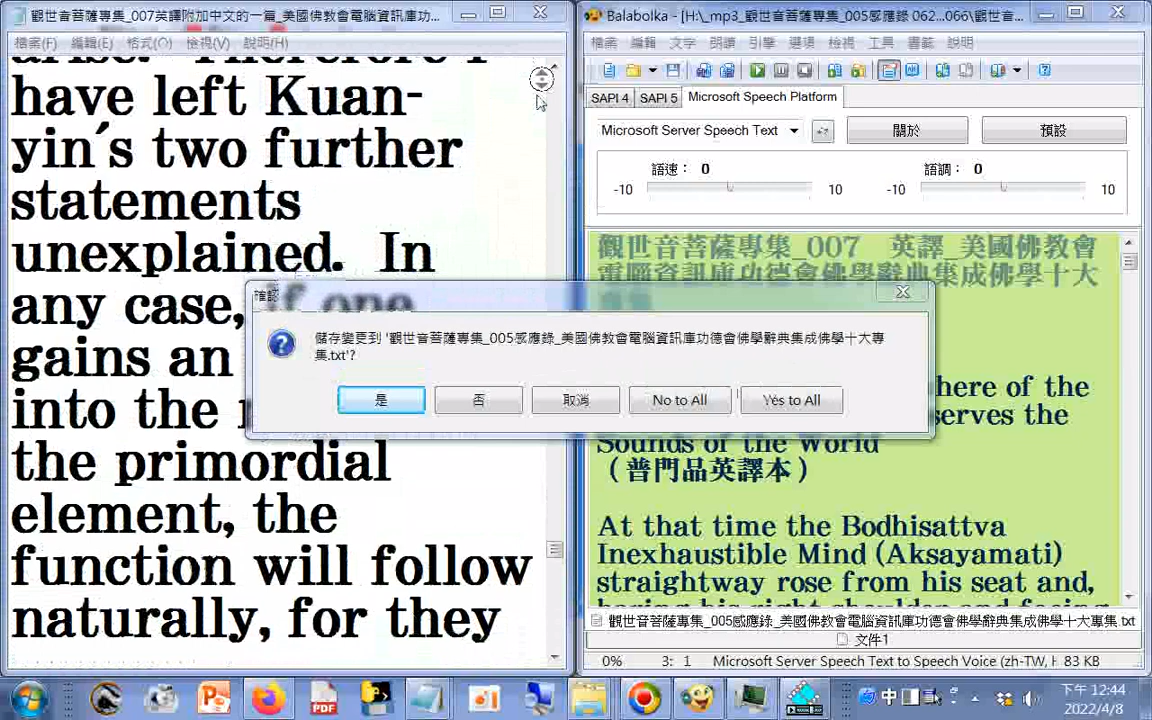 觀世音菩薩專集_007英譯附加中文的一篇_美國佛教會電腦資訊庫功...
檔案(F) 編輯(E) 格式(O) 檢視(V) 說明(H)
arise. Therefore I
have left Kuan-
yin's two further
statements
unexplained. In
any case, if one
gains an
into the
the primordial
element, the
function will follow
naturally, for they
Balabolka - [H:\_mp3_觀世音菩薩專集_005感應錄 062...066\觀世音...
檔案 編輯 文字 朗讀 引擎 選項 檢視 工具 書籤 說明
SAPI 4 SAPI 5 Microsoft Speech Platform
Microsoft Server Speech Text 關於 預設
語速： 0 語調： 0
-10 10 -10 10
觀世音菩薩專集_007 英譯_美國佛教會
電腦資訊庫功德會佛學辭典集成佛學十大
確認
儲存變更到 '觀世音菩薩專集_005感應錄_美國佛教會電腦資訊庫功德會佛學辭典集成佛學十大專
集.txt'?
是 否 取消 No to All Yes to All
here of the
serves the
Sounds of the World
（普門品英譯本）
At that time the Bodhisattva
Inexhaustible Mind (Aksayamati)
straightway rose from his seat and,
baring his right shoulder and facing
觀世音菩薩專集_005感應錄_美國佛教會電腦資訊庫功德會佛學辭典集成佛學十大專集.txt
文件1
0% 3: 1 Microsoft Server Speech Text to Speech Voice (zh-TW, H 83 KB
中
下午 12:44
2022/4/8